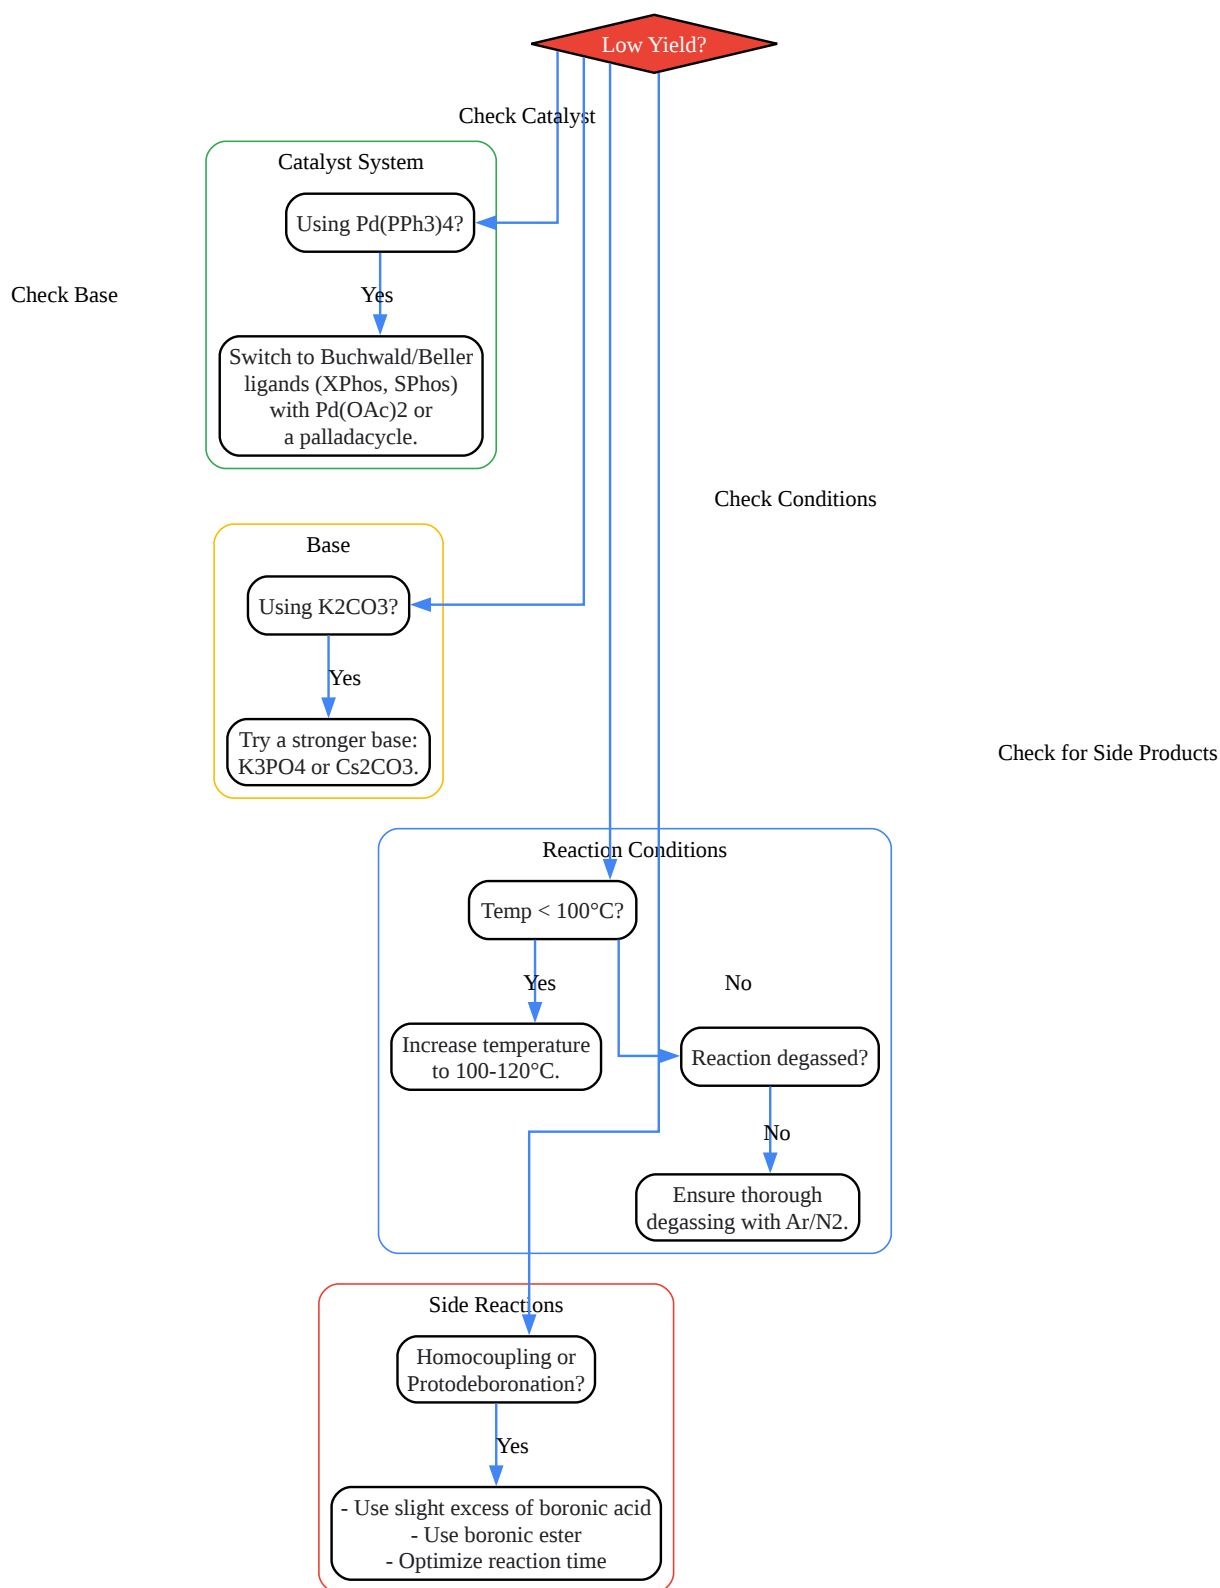 Low Yield?
Check Catalyst
Catalyst System
Using Pd(PPh3)4?
Check Base
Yes
Switch to Buchwald/Beller
ligands (XPhos, SPhos)
with Pd(OAc)2 or
a palladacycle.
Check Conditions
Base
Using K2CO3?
Yes
Try a stronger base:
K3PO4 or Cs2CO3.
Check for Side Products
Reaction Conditions
Temp < 100°C?
Yes
No
Increase temperature
to 100-120°C.
Reaction degassed?
No
Ensure thorough
degassing with Ar/N2.
Side Reactions
Homocoupling or
Protodeboronation?
Yes
- Use slight excess of boronic acid
- Use boronic ester
- Optimize reaction time